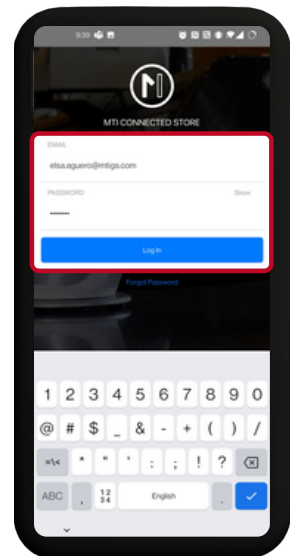 9:39
MTI CONNECTED STORE
EMAIL
elsa.aguero@mtigs.com
PASSWORD Show
Log In
Forgot Password
1 2 3 4 5 6 7 8 9 0
@ # $ _ & - + ( ) /
=\< * " ' : ; ! ?
ABC , 12 34 English .